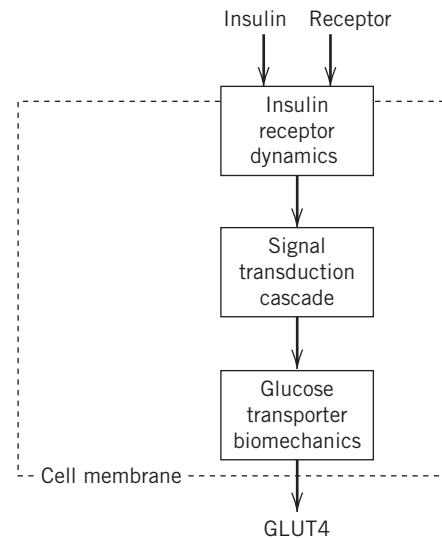 Insulin Receptor
Insulin
receptor
dynamics
Signal
transduction
cascade
Glucose
transporter
biomechanics
Cell membrane
GLUT4